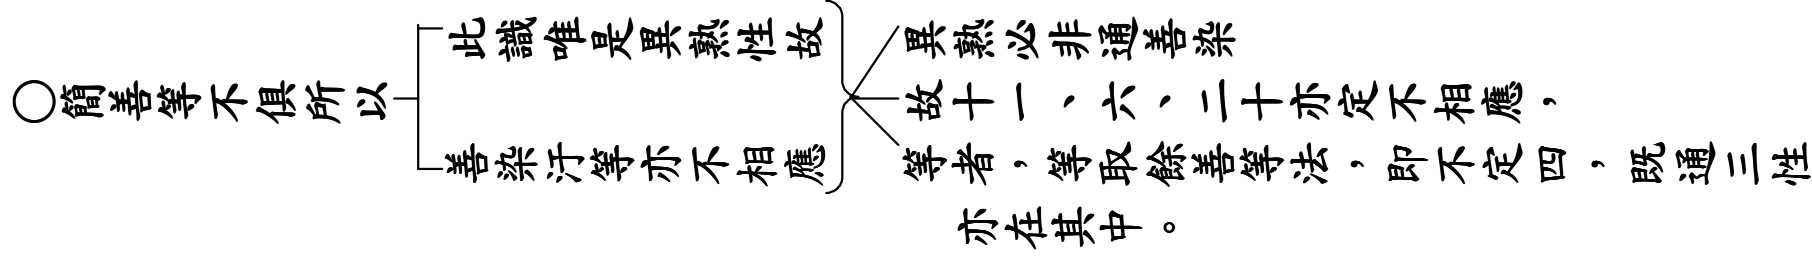 ○簡善等不俱所以
此識唯是異熟性故
善染汙等亦不相應
異熟必非通善染
故十一、六、二十亦定不相應，
等者，等取餘善等法，即不定四，既通三性
亦在其中。